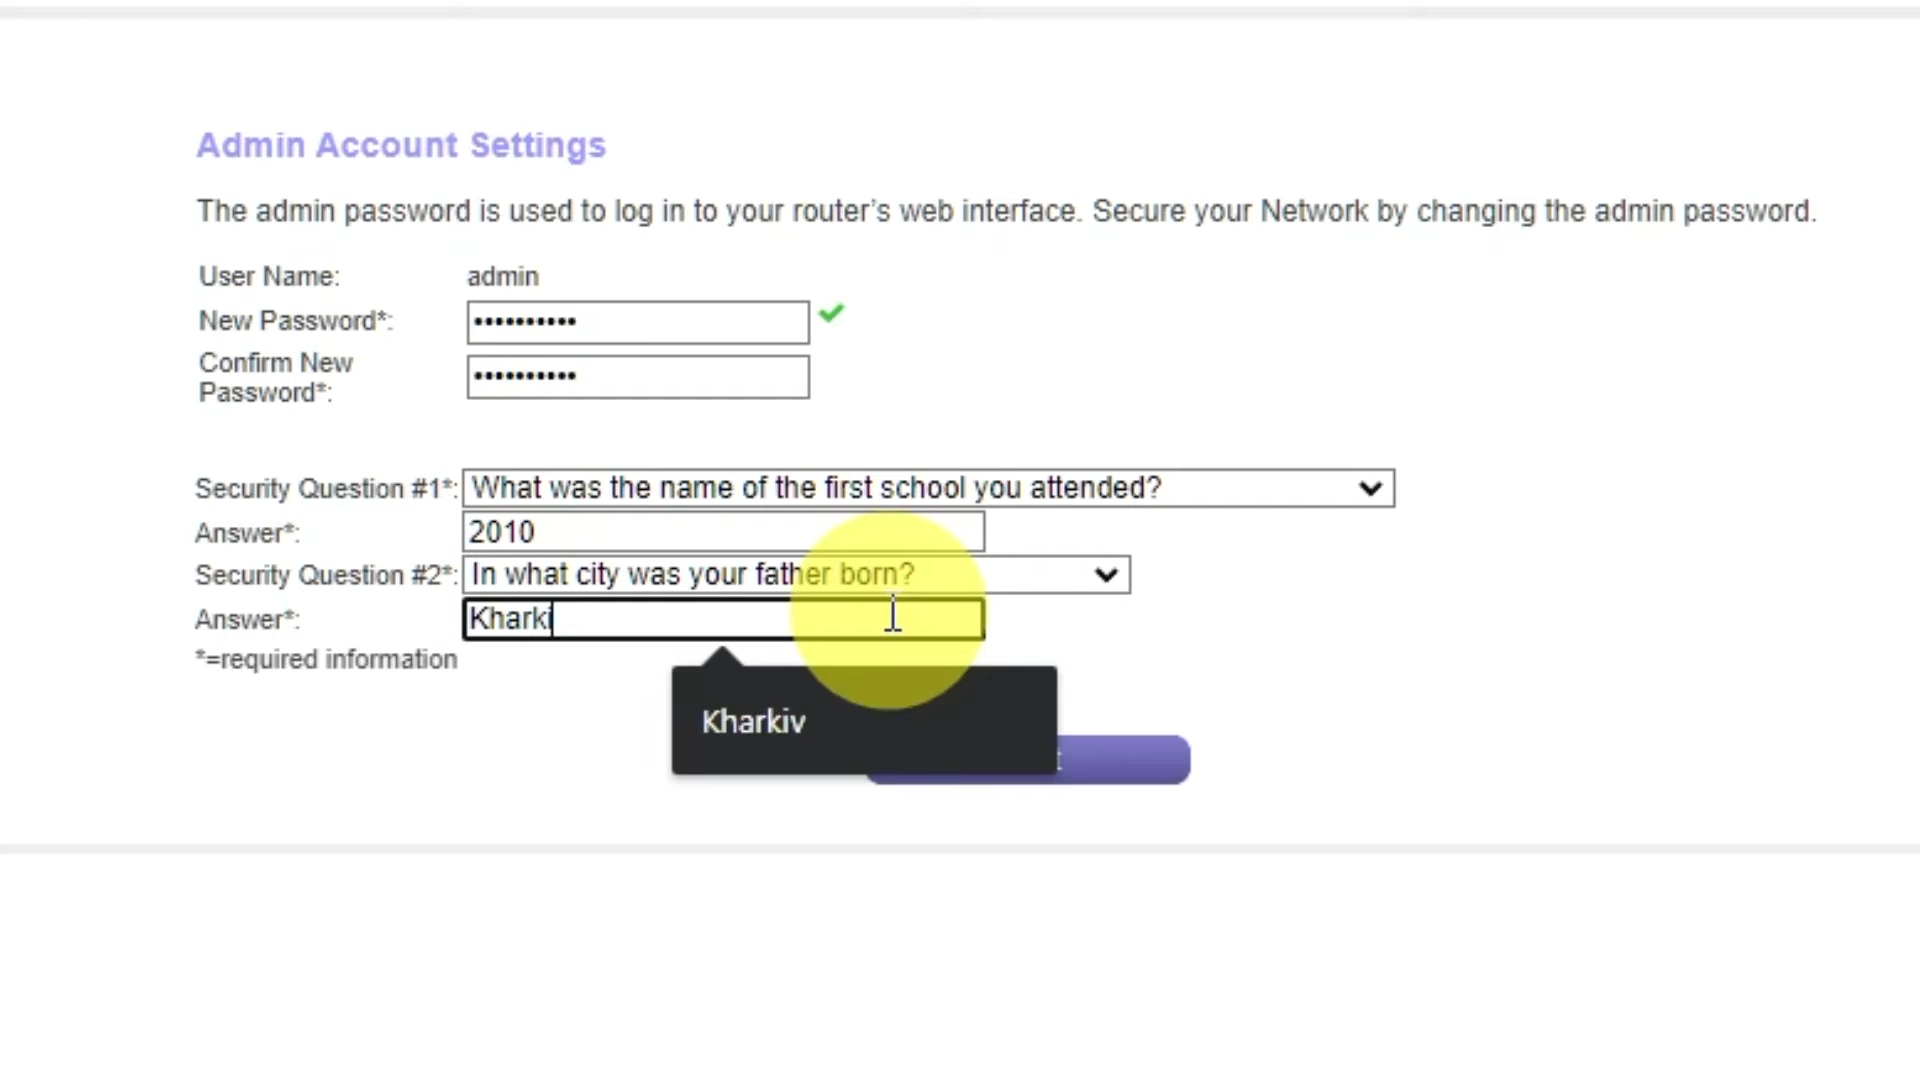 Admin Account Settings
The admin password is used to log in to your router’s web interface. Secure your Network by changing the admin password.
User Name: admin
New Password*: ••••••••••
Confirm New
Password*: ••••••••••
Security Question #1*: What was the name of the first school you attended?
Answer*: 2010
Security Question #2*: In what city was your father born?
Answer*: Kharki
*=required information
Kharkiv